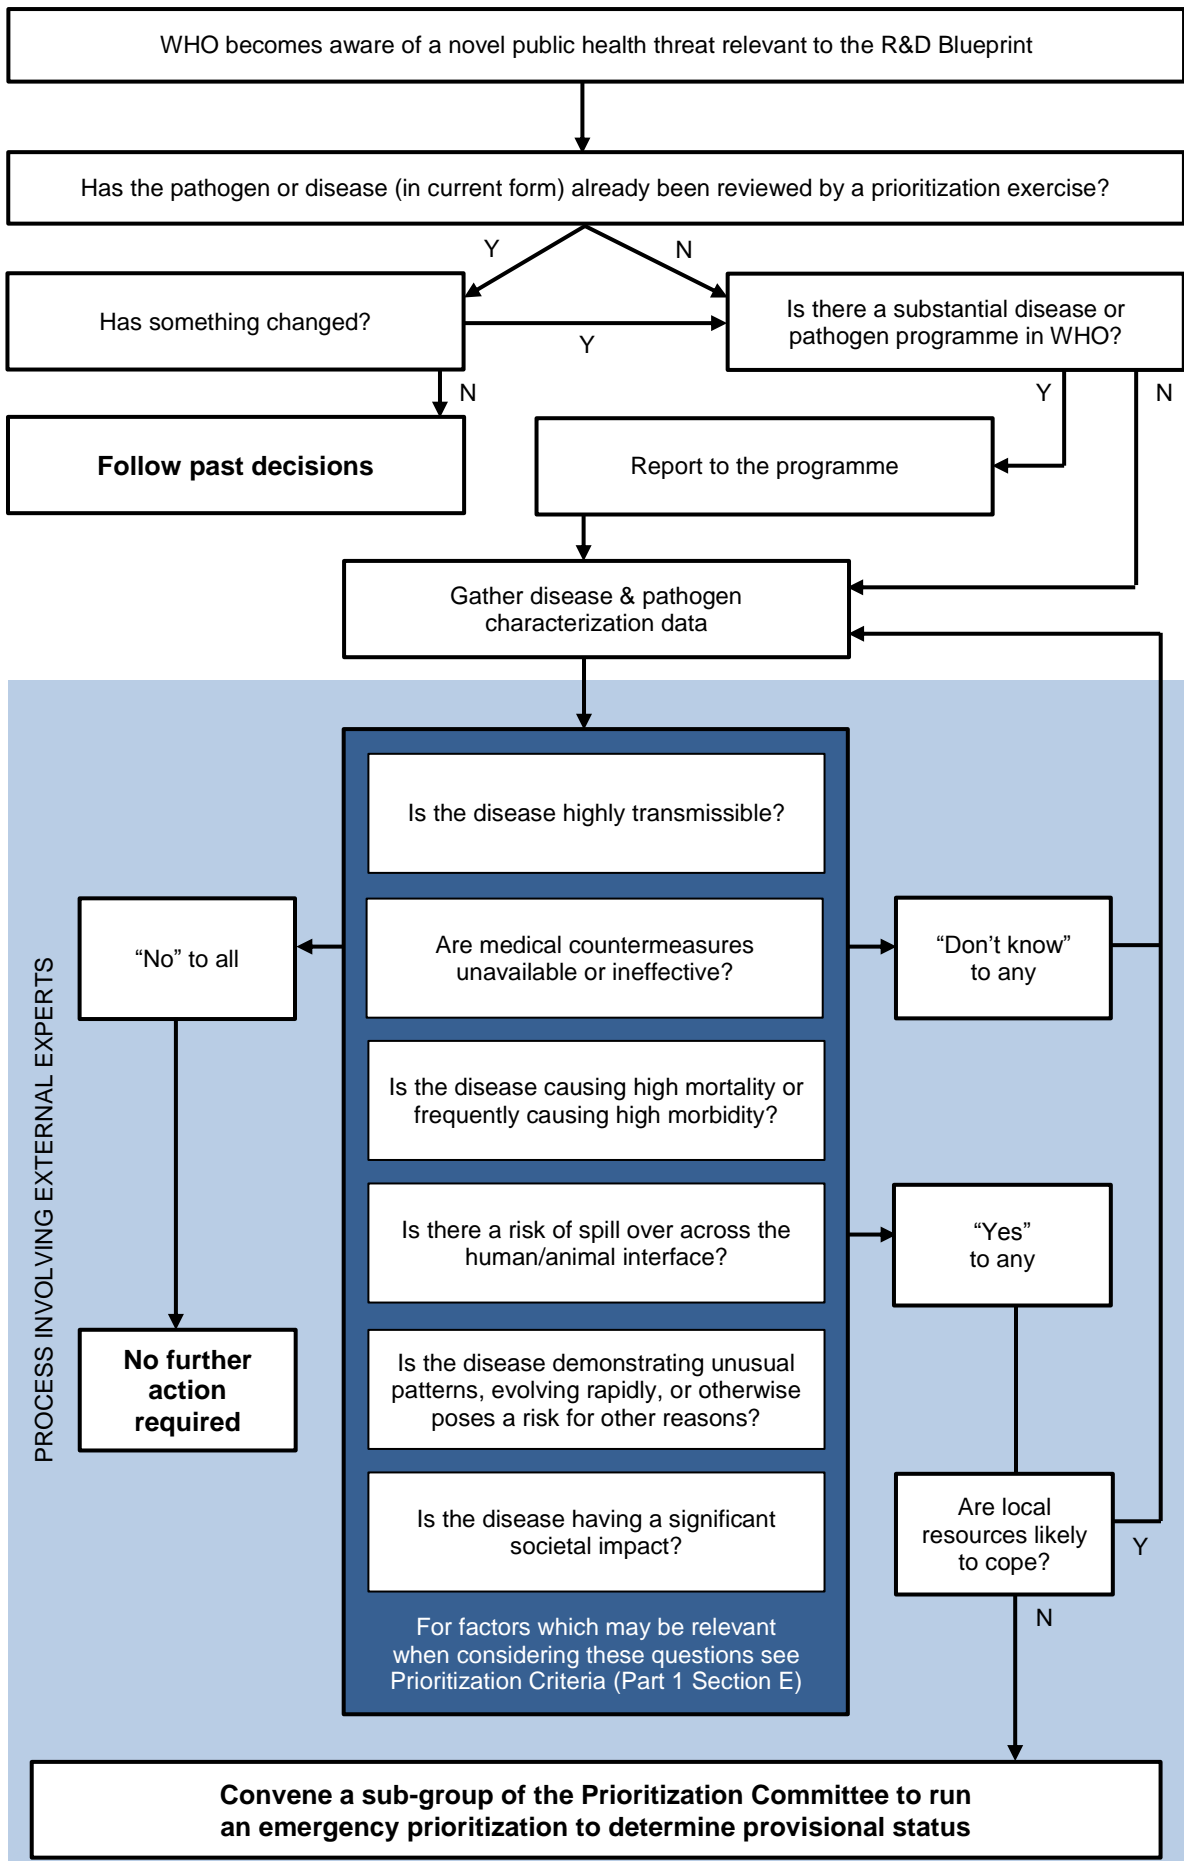 WHO becomes aware of a novel public health threat relevant to the R&D Blueprint
Has the pathogen or disease (in current form) already been reviewed by a prioritization exercise?
Y
N
Has something changed?
Y
Is there a substantial disease or
pathogen programme in WHO?
N
Y
N
Follow past decisions
Report to the programme
Gather disease & pathogen
characterization data
PROCESS INVOLVING EXTERNAL EXPERTS
Is the disease highly transmissible?
“No” to all
Are medical countermeasures
unavailable or ineffective?
“Don’t know”
to any
Is the disease causing high mortality or
frequently causing high morbidity?
Is there a risk of spill over across the
human/animal interface?
“Yes”
to any
No further
action
required
Is the disease demonstrating unusual
patterns, evolving rapidly, or otherwise
poses a risk for other reasons?
Is the disease having a significant
societal impact?
Are local
resources likely
to cope?
Y
N
For factors which may be relevant
when considering these questions see
Prioritization Criteria (Part 1 Section E)
Convene a sub-group of the Prioritization Committee to run
an emergency prioritization to determine provisional status